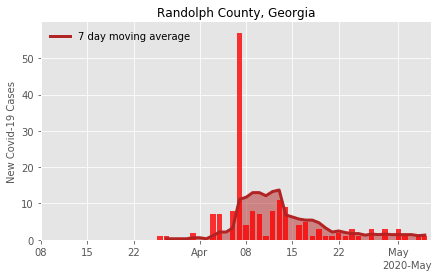 Randolph County, Georgia
7 day moving average
New Covid-19 Cases
60
50
40
30
20
10
0
08 15 22 Apr 08 15 22 May
2020-May